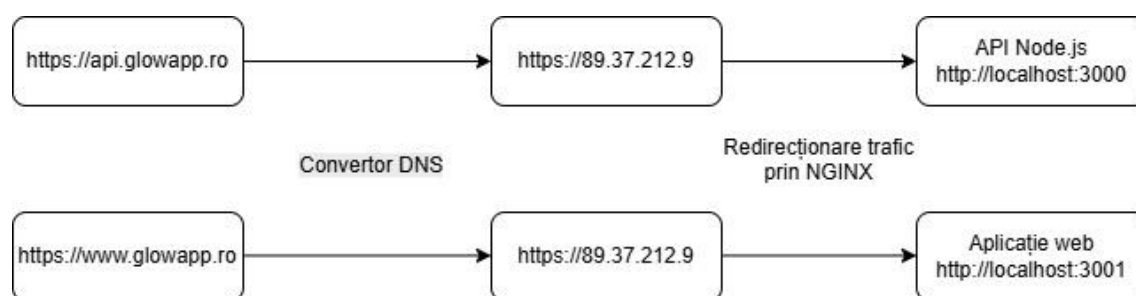 https://api.glowapp.ro
https://89.37.212.9
API Node.js
http://localhost:3000
Convertor DNS
Redirecționare trafic
prin NGINX
https://www.glowapp.ro
https://89.37.212.9
Aplicație web
http://localhost:3001